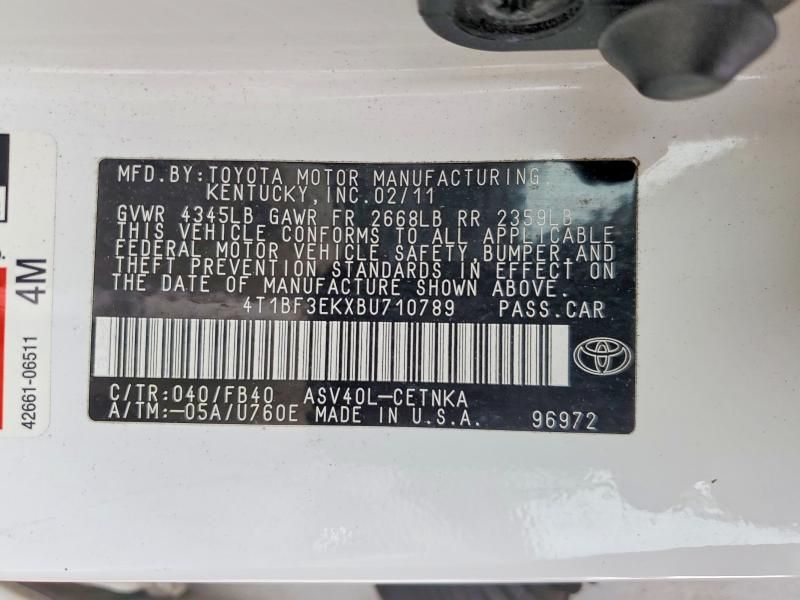 MFD.BY:TOYOTA MOTOR MANUFACTURING.
KENTUCKY,INC.02/11
GVWR 4345LB GAWR FR 2668LB RR 2359LB
THIS VEHICLE CONFORMS TO ALL APPLICABLE
FEDERAL MOTOR VEHICLE SAFETY,BUMPER,AND
THEFT PREVENTION STANDARDS IN EFFECT ON
THE DATE OF MANUFACTURE SHOWN ABOVE.
4T1BF3EKXBU710789 PASS.CAR
C/TR:040/FB40 ASV40L-CETNKA
A/TM:-05A/U760E MADE IN U.S.A. 96972
4M
42661-06511